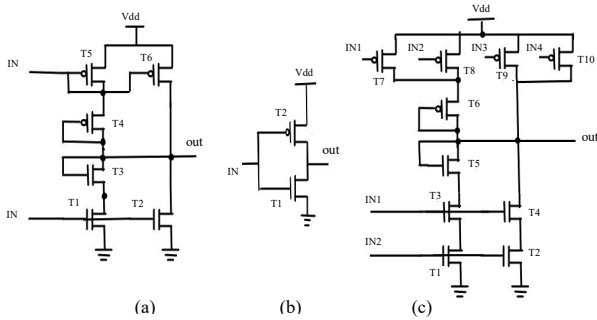 Vdd
IN
T5
T6
T4
out
T3
IN
T1
T2
(a)
Vdd
T2
out
IN
T1
(b)
Vdd
IN1
IN2
IN3
IN4
T7
T8
T9
T10
T6
out
T5
IN1
T3
T4
IN2
T1
T2
(c)